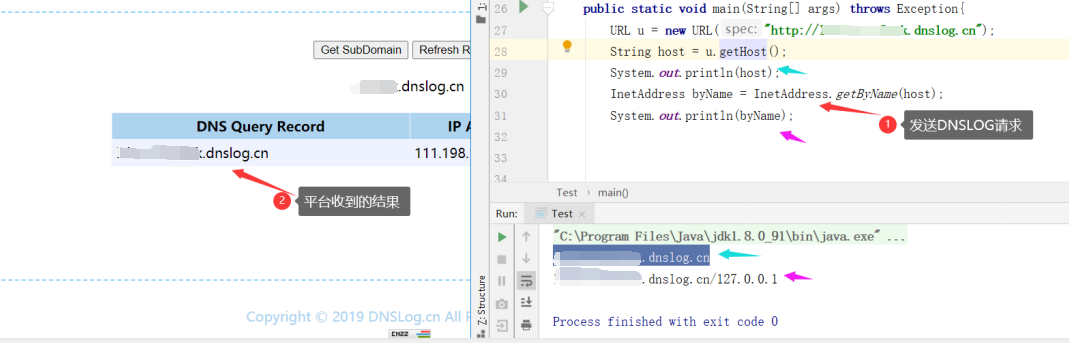 Get SubDomain Refresh R
.dnslog.cn
DNS Query Record IP A
k.dnslog.cn 111.198.
2 平台收到的结果
Copyright © 2019 DNSLog.cn All R
CNZZ
1:
Z: Structure
26 public static void main(String[] args) throws Exception{
27 URL u = new URL( spec: "http:// k.dnslog.cn");
28 String host = u.getHost();
29 System.out.println(host);
30 InetAddress byName = InetAddress.getByName(host);
31 System.out.println(byName);
32
33
34
1 发送DNSLOG请求
Test › main()
Run: Test ×
"C:\Program Files\Java\jdk1.8.0_91\bin\java.exe" ...
.dnslog.cn
.dnslog.cn/127.0.0.1
Process finished with exit code 0